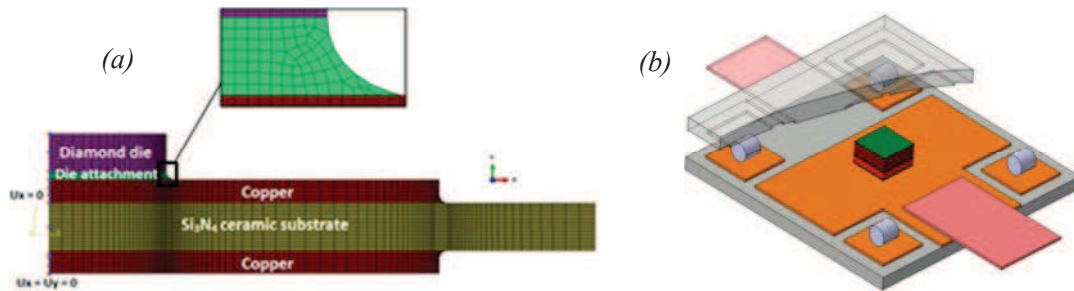 (a)
(b)
Diamond die
Die attachment
Ux = 0
Copper
Si₃N₄ ceramic substrate
Copper
Ux = Uy = 0